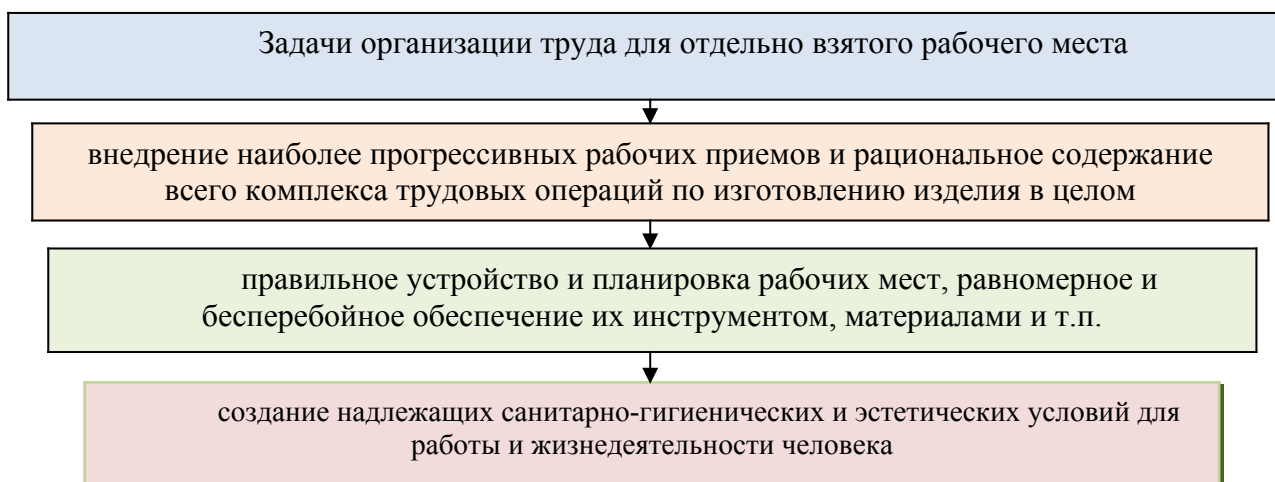 Задачи организации труда для отдельно взятого рабочего места
внедрение наиболее прогрессивных рабочих приемов и рациональное содержание
всего комплекса трудовых операций по изготовлению изделия в целом
правильное устройство и планировка рабочих мест, равномерное и
бесперебойное обеспечение их инструментом, материалами и т.п.
создание надлежащих санитарно-гигиенических и эстетических условий для
работы и жизнедеятельности человека